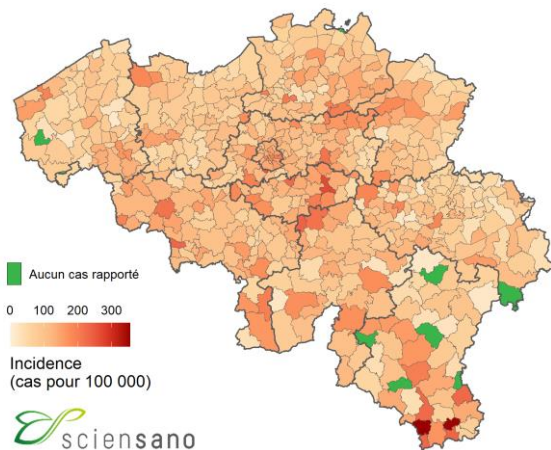 Aucun cas rapporté
0 100 200 300
Incidence
(cas pour 100 000)
sciensano